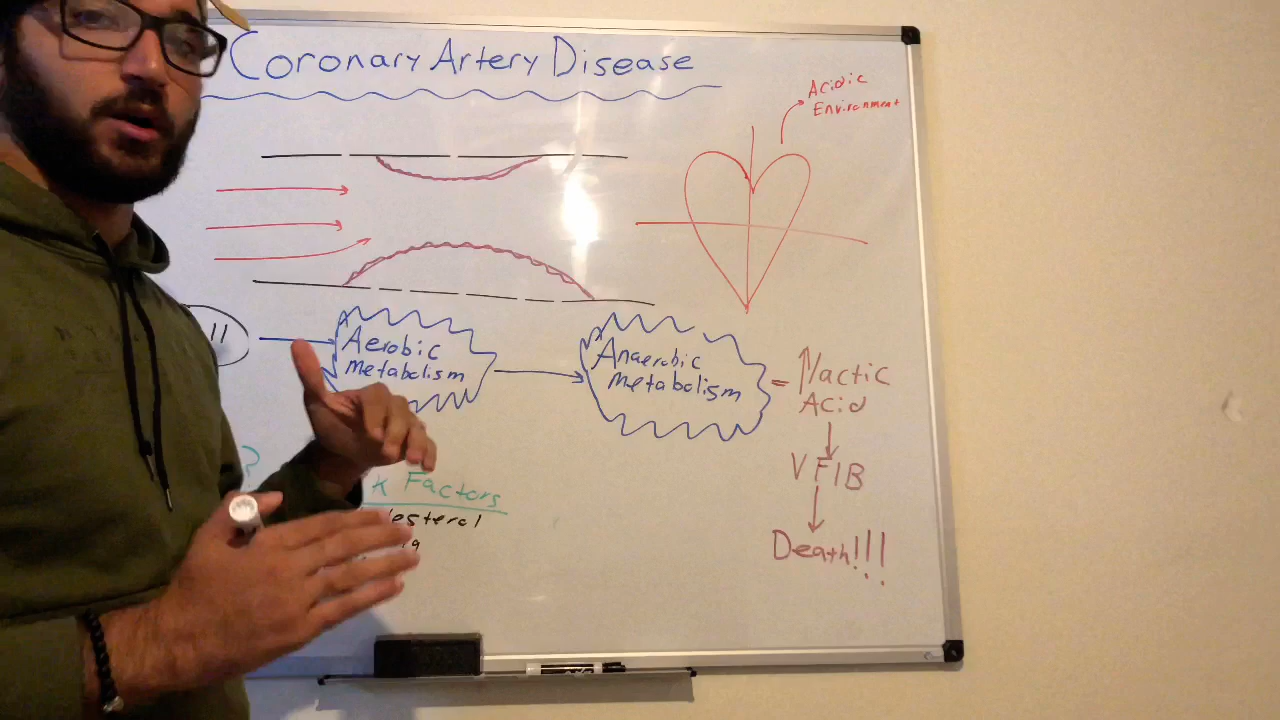 Coronary Artery Disease
Acidic
Environment
Aerobic
Metabolism
Anaerobic
Metabolism
= ↑lactic
Acid
VFIB
Death!!!
Factors